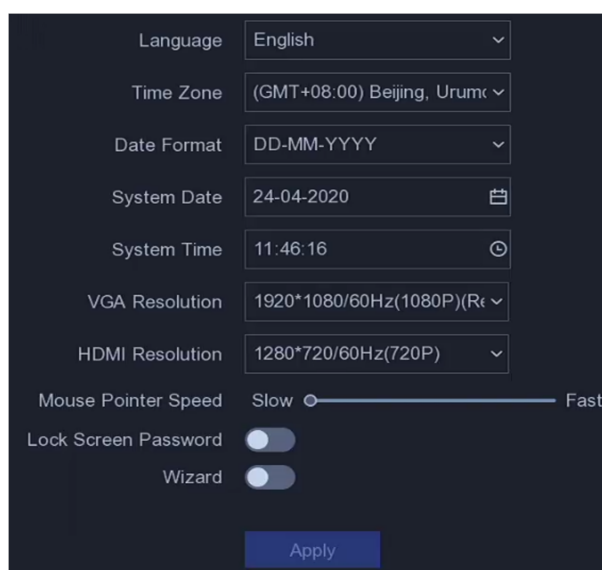 Language English
Time Zone (GMT+08:00) Beijing, Urum
Date Format DD-MM-YYYY
System Date 24-04-2020
System Time 11:46:16
VGA Resolution 1920*1080/60Hz(1080P)(Re
HDMI Resolution 1280*720/60Hz(720P)
Mouse Pointer Speed Slow Fast
Lock Screen Password
Wizard
Apply